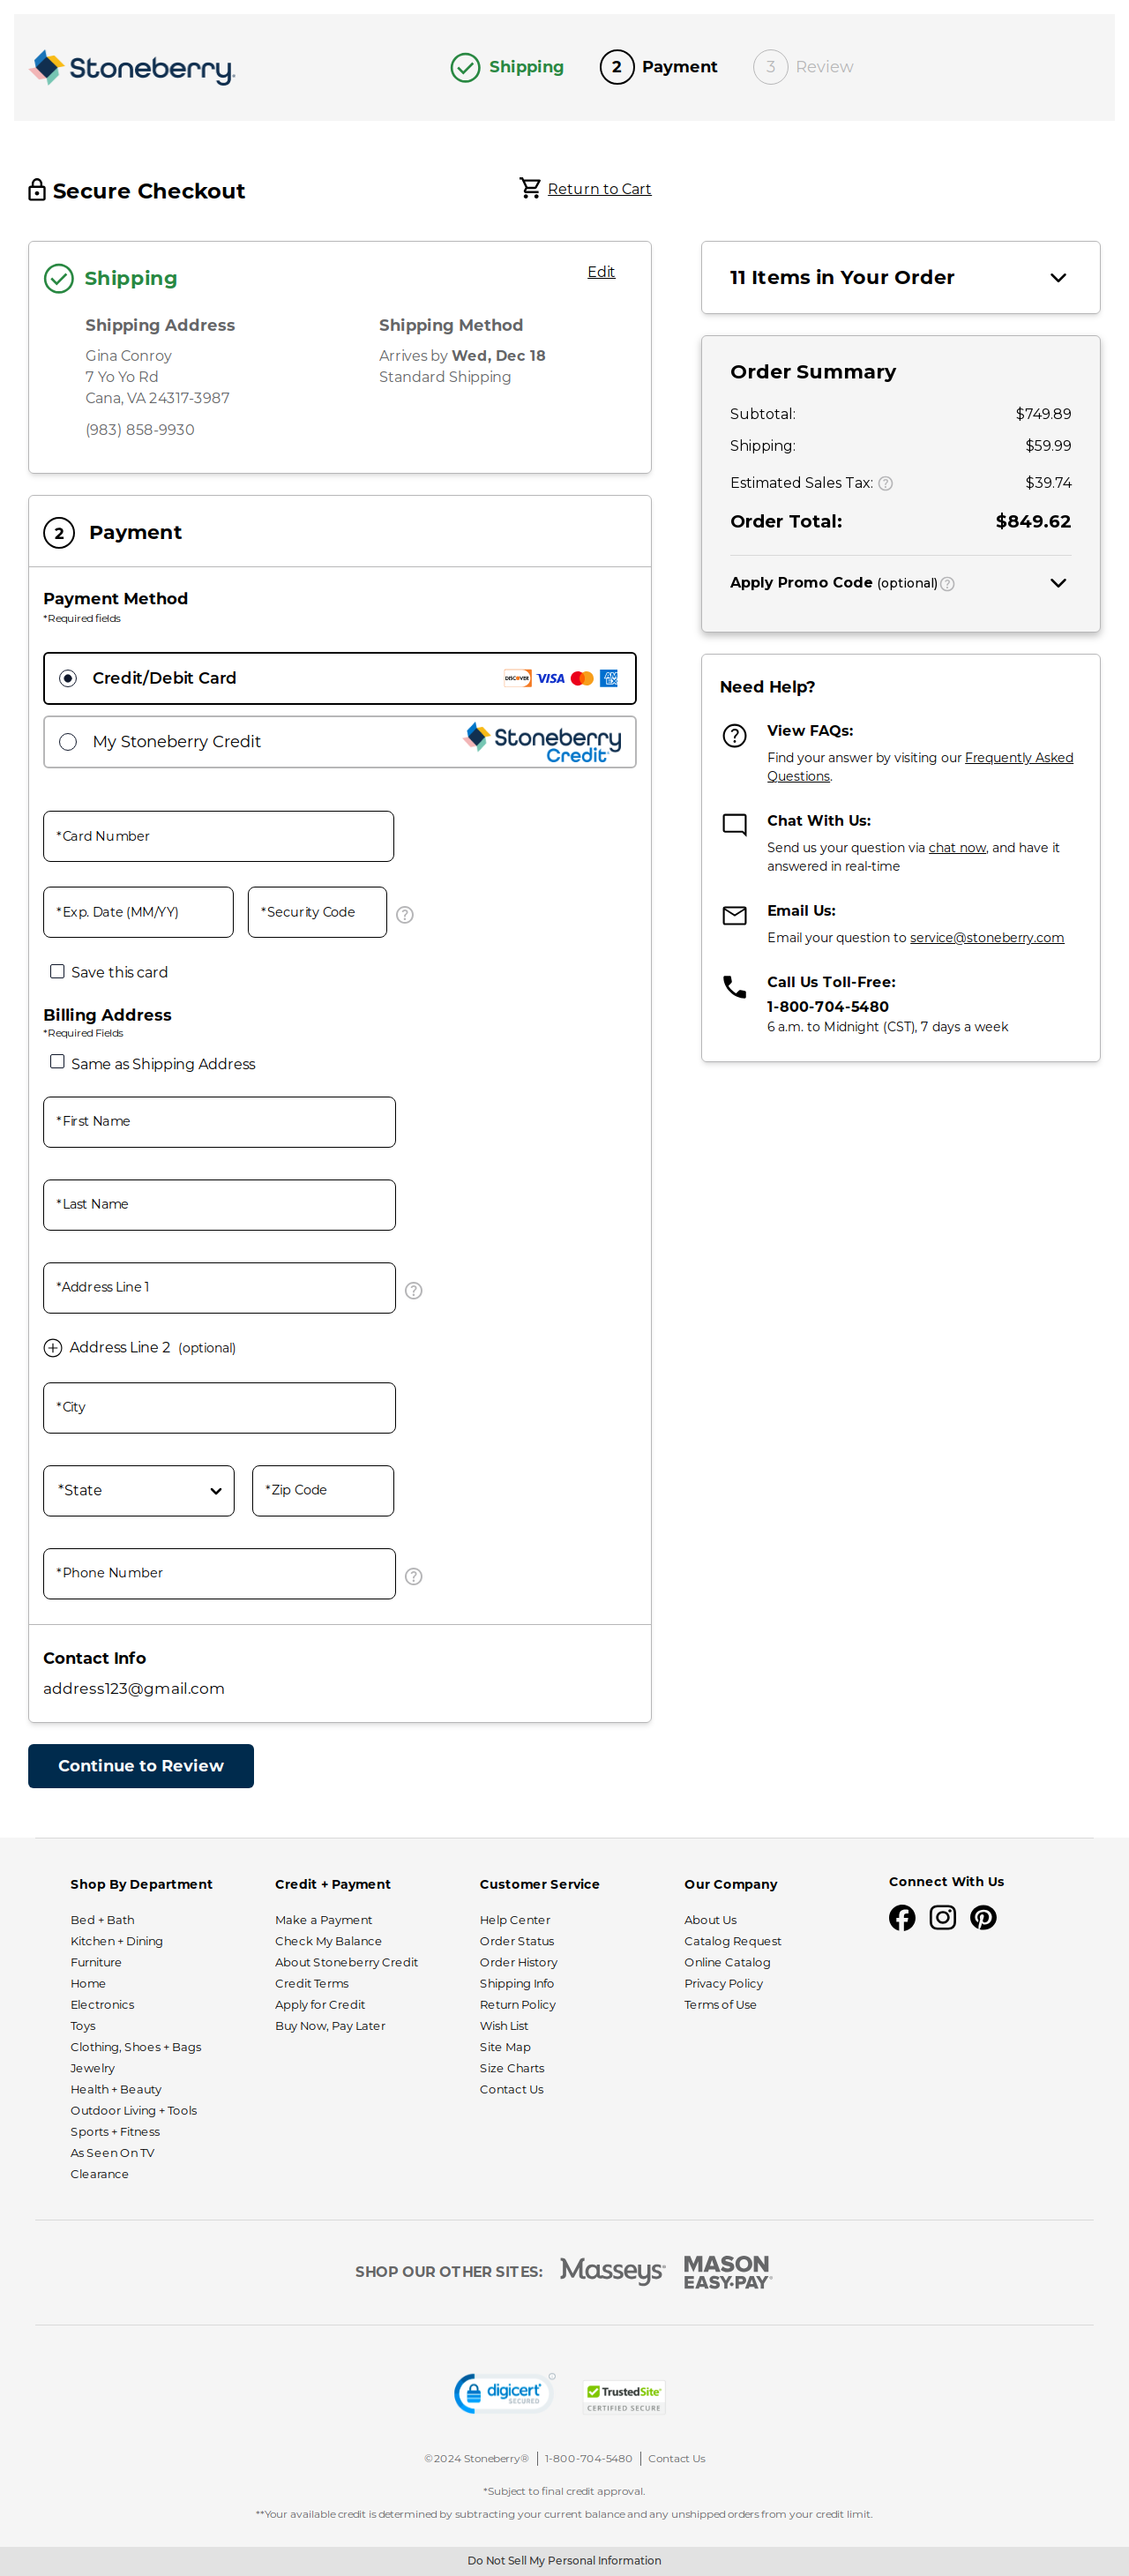 Stoneberry
Shipping
2 Payment
3 Review
Secure Checkout
Return to Cart
Shipping
Edit
Shipping Address
Gina Conroy
7 Yo Yo Rd
Cana, VA 24317-3987
(983) 858-9930
Shipping Method
Arrives by Wed, Dec 18
Standard Shipping
2 Payment
Payment Method
*Required fields
Credit/Debit Card
DISCOVER VISA AMEX
My Stoneberry Credit
Stoneberry
Credit
*Card Number
*Exp. Date (MM/YY)
*Security Code
?
Save this card
Billing Address
*Required Fields
Same as Shipping Address
*First Name
*Last Name
*Address Line 1
?
Address Line 2 (optional)
*City
*State
*Zip Code
*Phone Number
?
Contact Info
address123@gmail.com
Continue to Review
11 Items in Your Order
Order Summary
Subtotal: $749.89
Shipping: $59.99
Estimated Sales Tax: ? $39.74
Order Total: $849.62
Apply Promo Code (optional) ?
Need Help?
?
View FAQs:
Find your answer by visiting our Frequently Asked
Questions.
Chat With Us:
Send us your question via chat now, and have it
answered in real-time
Email Us:
Email your question to service@stoneberry.com
Call Us Toll-Free:
1-800-704-5480
6 a.m. to Midnight (CST), 7 days a week
Shop By Department
Bed + Bath
Kitchen + Dining
Furniture
Home
Electronics
Toys
Clothing, Shoes + Bags
Jewelry
Health + Beauty
Outdoor Living + Tools
Sports + Fitness
As Seen On TV
Clearance
Credit + Payment
Make a Payment
Check My Balance
About Stoneberry Credit
Credit Terms
Apply for Credit
Buy Now, Pay Later
Customer Service
Help Center
Order Status
Order History
Shipping Info
Return Policy
Wish List
Site Map
Size Charts
Contact Us
Our Company
About Us
Catalog Request
Online Catalog
Privacy Policy
Terms of Use
Connect With Us
SHOP OUR OTHER SITES:
Masseys
MASON
EASY•PAY®
digicert
SECURED
TrustedSite
CERTIFIED SECURE
©2024 Stoneberry® | 1-800-704-5480 | Contact Us
*Subject to final credit approval.
**Your available credit is determined by subtracting your current balance and any unshipped orders from your credit limit.
Do Not Sell My Personal Information